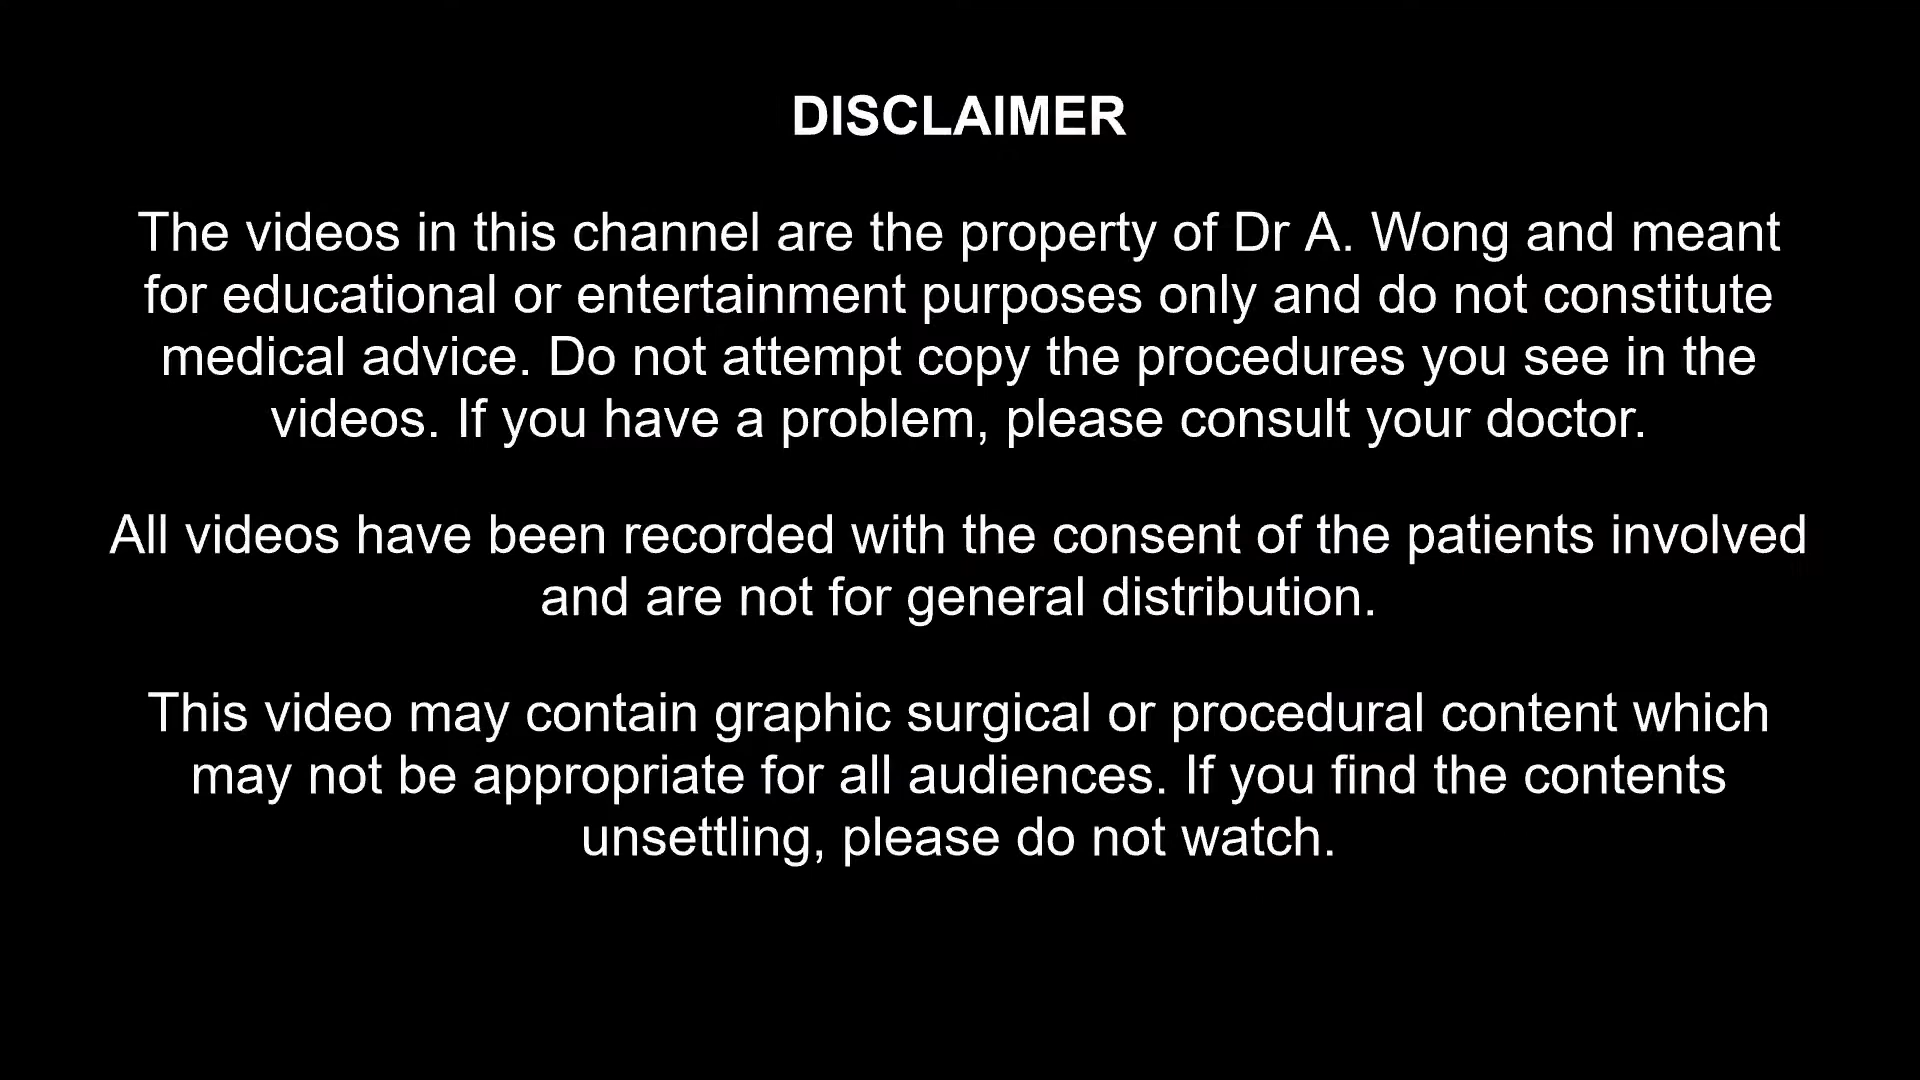 DISCLAIMER
The videos in this channel are the property of Dr A. Wong and meant
for educational or entertainment purposes only and do not constitute
medical advice. Do not attempt copy the procedures you see in the
videos. If you have a problem, please consult your doctor.
All videos have been recorded with the consent of the patients involved
and are not for general distribution.
This video may contain graphic surgical or procedural content which
may not be appropriate for all audiences. If you find the contents
unsettling, please do not watch.